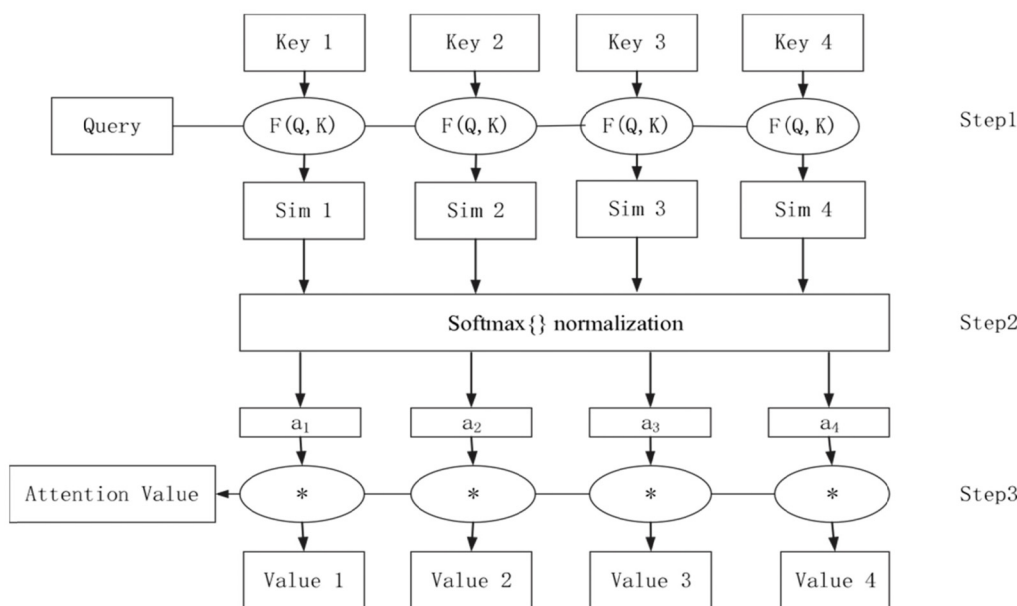 Key 1 Key 2 Key 3 Key 4
Query F(Q,K) F(Q,K) F(Q,K) F(Q,K) Step1
Sim 1 Sim 2 Sim 3 Sim 4
Softmax{} normalization Step2
a₁ a₂ a₃ a₄
Attention Value * * * * Step3
Value 1 Value 2 Value 3 Value 4